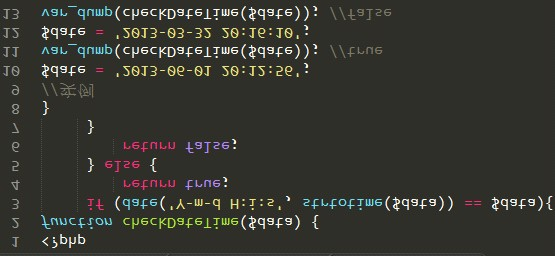 1 <?php
2 function checkDateTime($data) {
3 if (date('Y-m-d H:i:s', strtotime($data)) == $data){
4 return true;
5 } else {
6 return false;
7 }
8 }
9 //实例
10 $date = '2013-06-01 20:12:56';
11 var_dump(checkDateTime($date)); //true
12 $date = '2013-03-32 20:16:10';
13 var_dump(checkDateTime($date)); //false